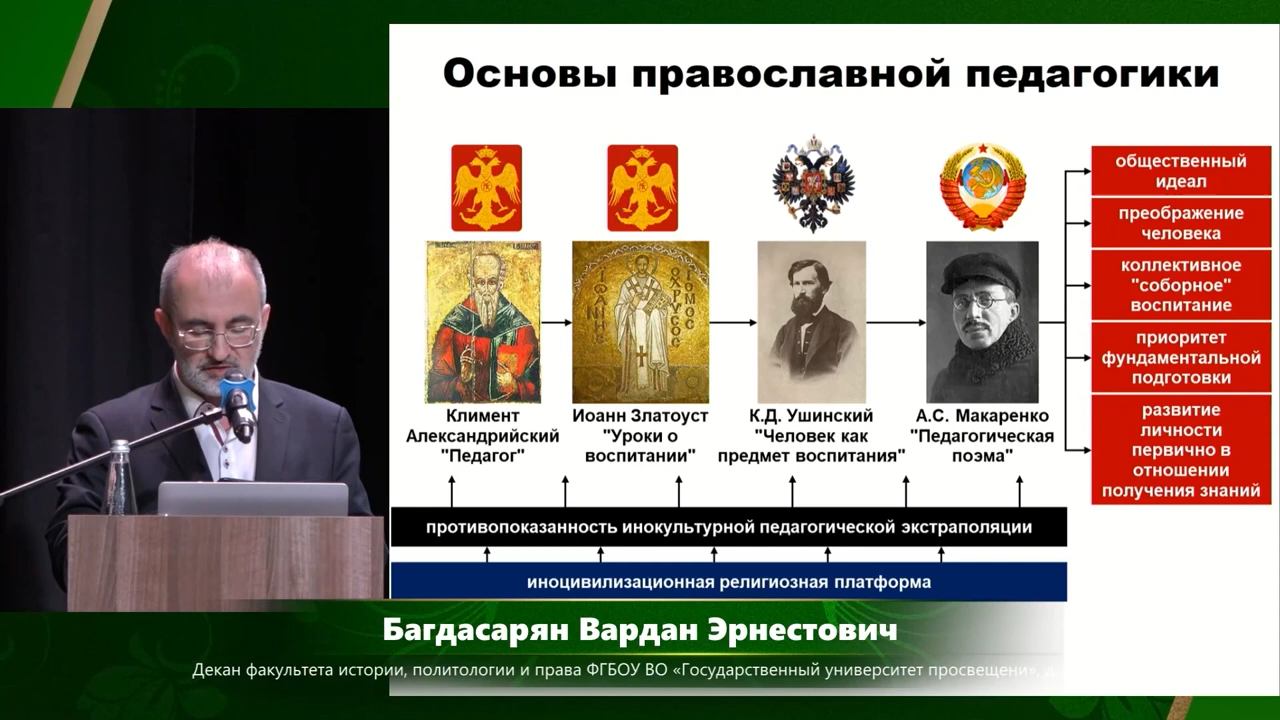 Основы православной педагогики
общественный
идеал
преображение
человека
коллективное
"соборное"
воспитание
приоритет
фундаментальной
подготовки
развитие
личности
первично в
отношении
получения знаний
Климент
Александрийский
"Педагог"
Иоанн Златоуст
"Уроки о
воспитании"
К.Д. Ушинский
"Человек как
предмет воспитания"
А.С. Макаренко
"Педагогическая
поэма"
противопоказанность инокультурной педагогической экстраполяции
иноцивилизационная религиозная платформа
Багдасарян Вардан Эрнестович
Декан факультета истории, политологии и права ФГБОУ ВО «Государственный университет просвещени», д